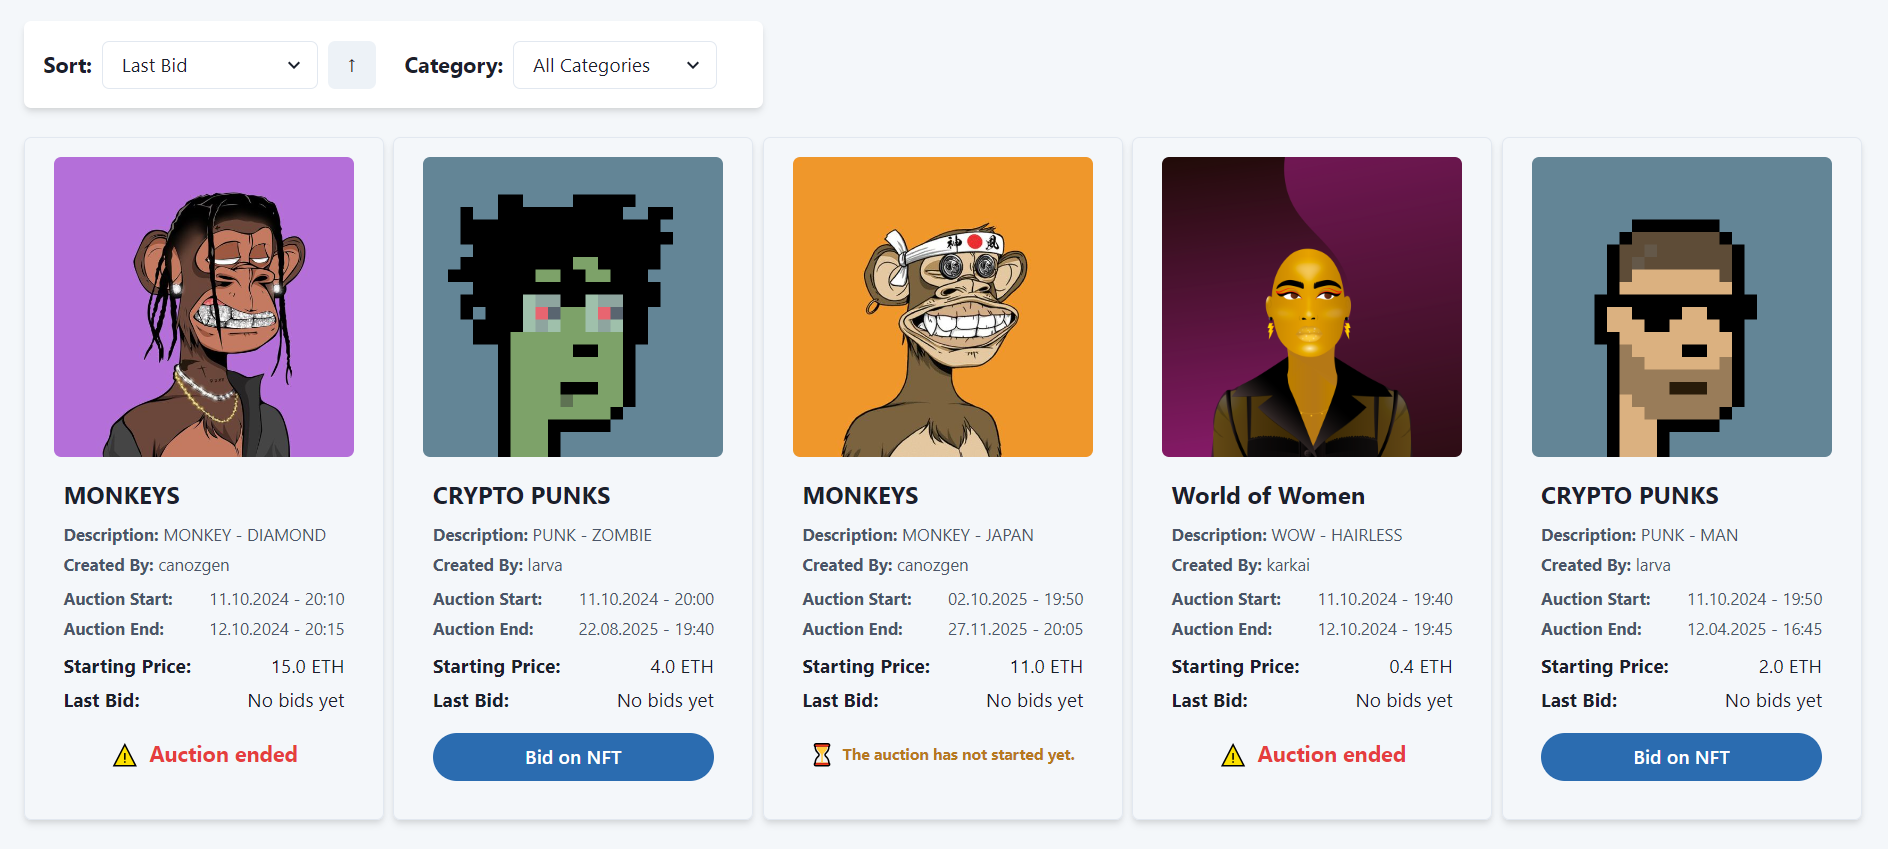 Sort: Last Bid ↑ Category: All Categories
神風
MONKEYS
Description: MONKEY - DIAMOND
Created By: canozgen
Auction Start: 11.10.2024 - 20:10
Auction End: 12.10.2024 - 20:15
Starting Price: 15.0 ETH
Last Bid: No bids yet
⚠ Auction ended
CRYPTO PUNKS
Description: PUNK - ZOMBIE
Created By: larva
Auction Start: 11.10.2024 - 20:00
Auction End: 22.08.2025 - 19:40
Starting Price: 4.0 ETH
Last Bid: No bids yet
Bid on NFT
MONKEYS
Description: MONKEY - JAPAN
Created By: canozgen
Auction Start: 02.10.2025 - 19:50
Auction End: 27.11.2025 - 20:05
Starting Price: 11.0 ETH
Last Bid: No bids yet
⏳ The auction has not started yet.
World of Women
Description: WOW - HAIRLESS
Created By: karkai
Auction Start: 11.10.2024 - 19:40
Auction End: 12.10.2024 - 19:45
Starting Price: 0.4 ETH
Last Bid: No bids yet
⚠ Auction ended
CRYPTO PUNKS
Description: PUNK - MAN
Created By: larva
Auction Start: 11.10.2024 - 19:50
Auction End: 12.04.2025 - 16:45
Starting Price: 2.0 ETH
Last Bid: No bids yet
Bid on NFT